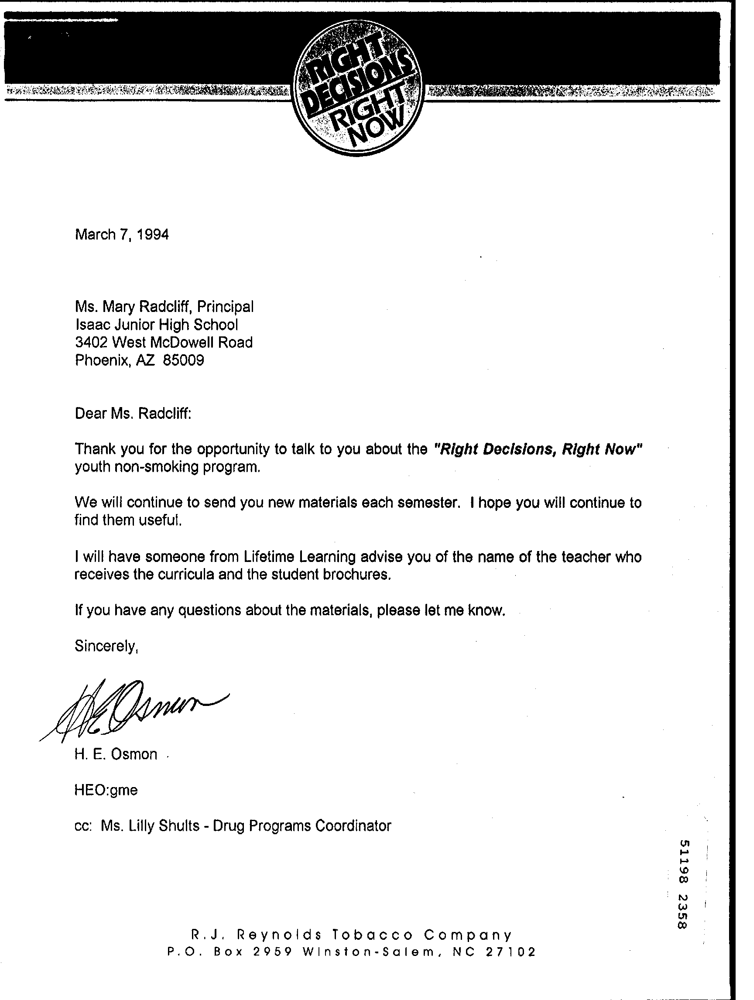 RIGHT
DECISIONS
RIGHT
NOW
March 7, 1994
Ms. Mary Radcliff, Principal
Isaac Junior High School
3402 West McDowell Road
Phoenix, AZ 85009
Dear Ms. Radcliff:
Thank you for the opportunity to talk to you about the "Right Decisions, Right Now"
youth non-smoking program.
We will continue to send you new materials each semester. I hope you will continue to
find them useful.
I will have someone from Lifetime Learning advise you of the name of the teacher who
receives the curricula and the student brochures.
If you have any questions about the materials, please let me know.
Sincerely,
HE Osmon
H. E. Osmon
HEO:gme
cc: Ms. Lilly Shults - Drug Programs Coordinator
51198 2358
R.J. Reynolds Tobacco Company
P.O. Box 2959 Winston-Salem, NC 27102